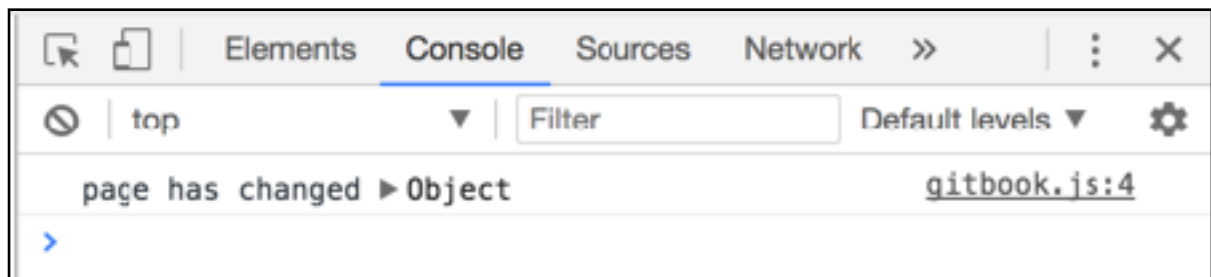 Elements Console Sources Network »
top ▼ Filter Default levels ▼
page has changed ▶ Object gitbook.js:4
>